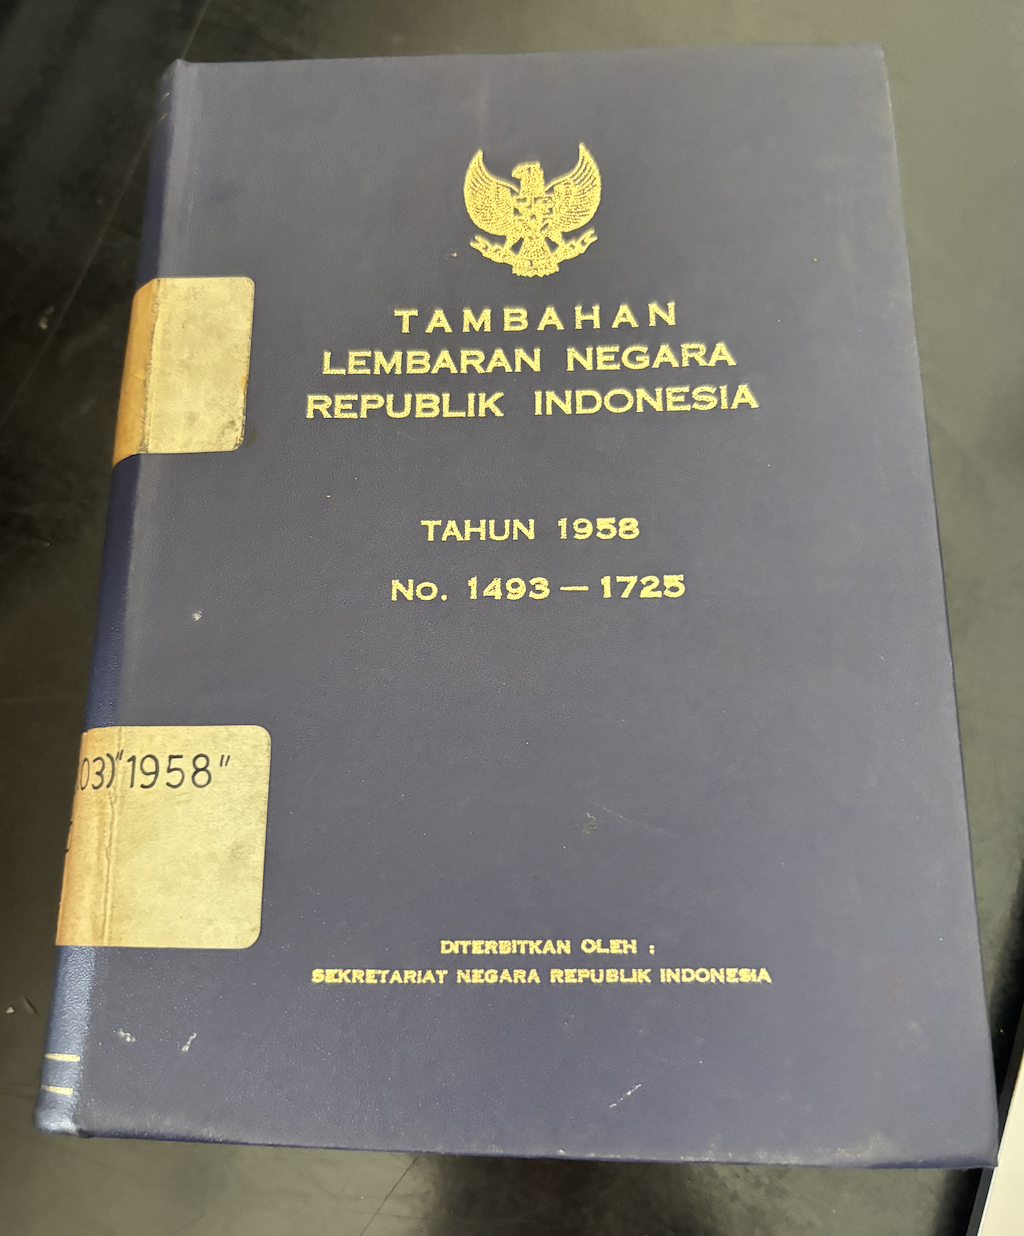 TAMBAHAN
LEMBARAN NEGARA
REPUBLIK INDONESIA
TAHUN 1958
No. 1493 — 1725
03)"1958"
DITERBITKAN OLEH :
SEKRETARIAT NEGARA REPUBLIK INDONESIA